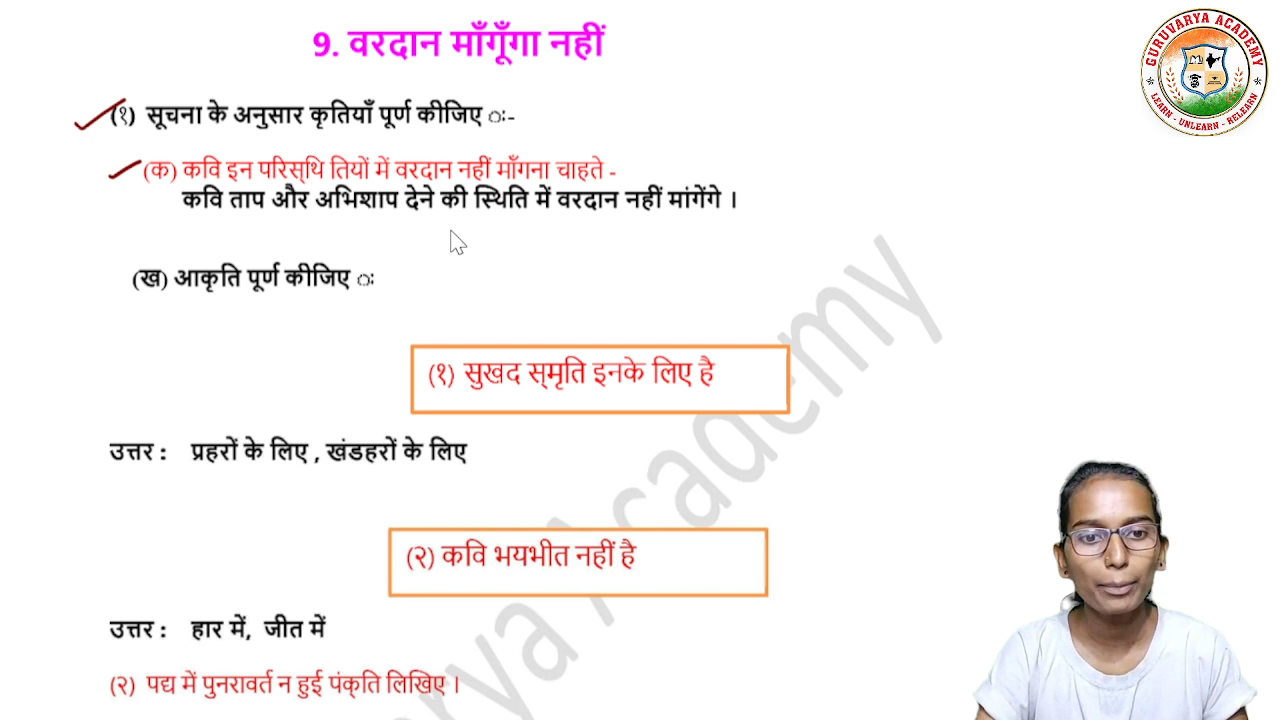 9. वरदान माँगूँगा नहीं
GURUVARYA ACADEMY
LEARN - UNLEARN - RELEARN
(१) सूचना के अनुसार कृतियाँ पूर्ण कीजिए ः-
(क) कवि इन परिस्थि तियों में वरदान नहीं माँगना चाहते -
कवि ताप और अभिशाप देने की स्थिति में वरदान नहीं मांगेंगे ।
(ख) आकृति पूर्ण कीजिए ः
(१) सुखद स्मृति इनके लिए है
उत्तर : प्रहरों के लिए , खंडहरों के लिए
(२) कवि भयभीत नहीं है
उत्तर : हार में, जीत में
(२) पद्य में पुनरावर्त न हुई पंक्ति लिखिए ।
rya Academy